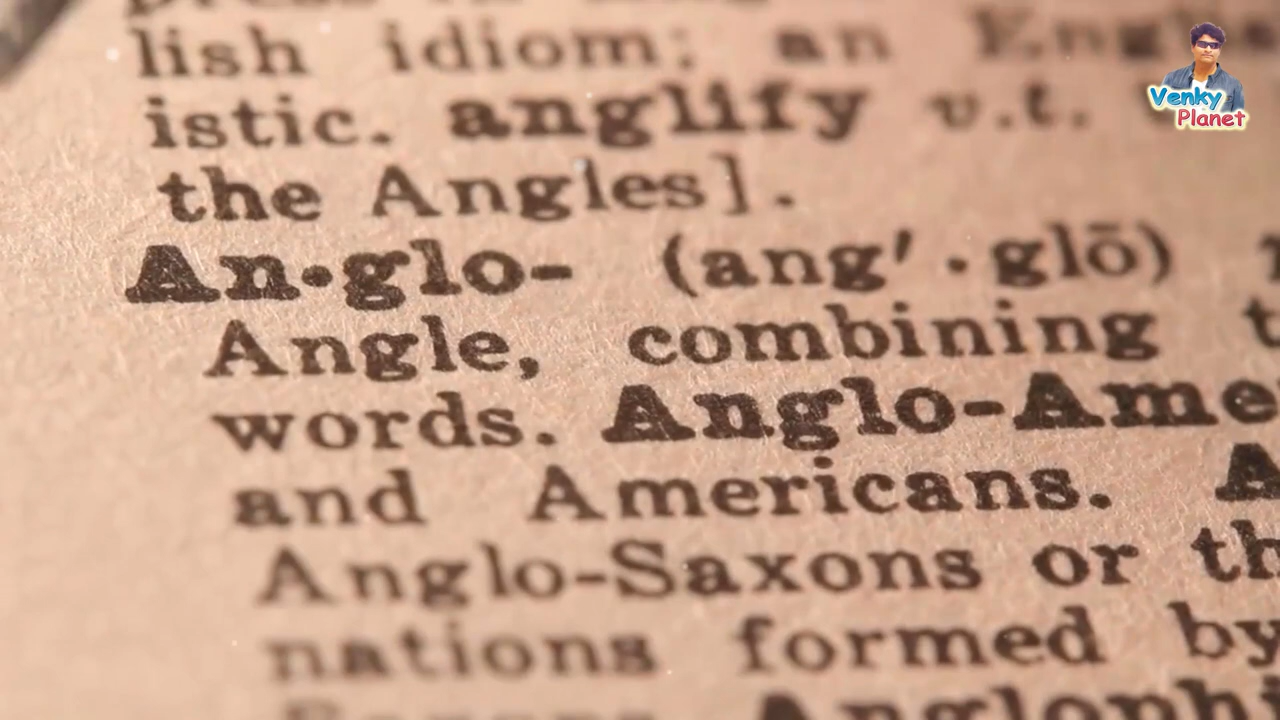 lish idiom; an
istic. anglify v.t.
the Angles].
An·glo- (ang′·glō)
Angle, combining
words. Anglo-Ame
and Americans. A
Anglo-Saxons or th
nations formed by
Anglophi
Venky
Planet